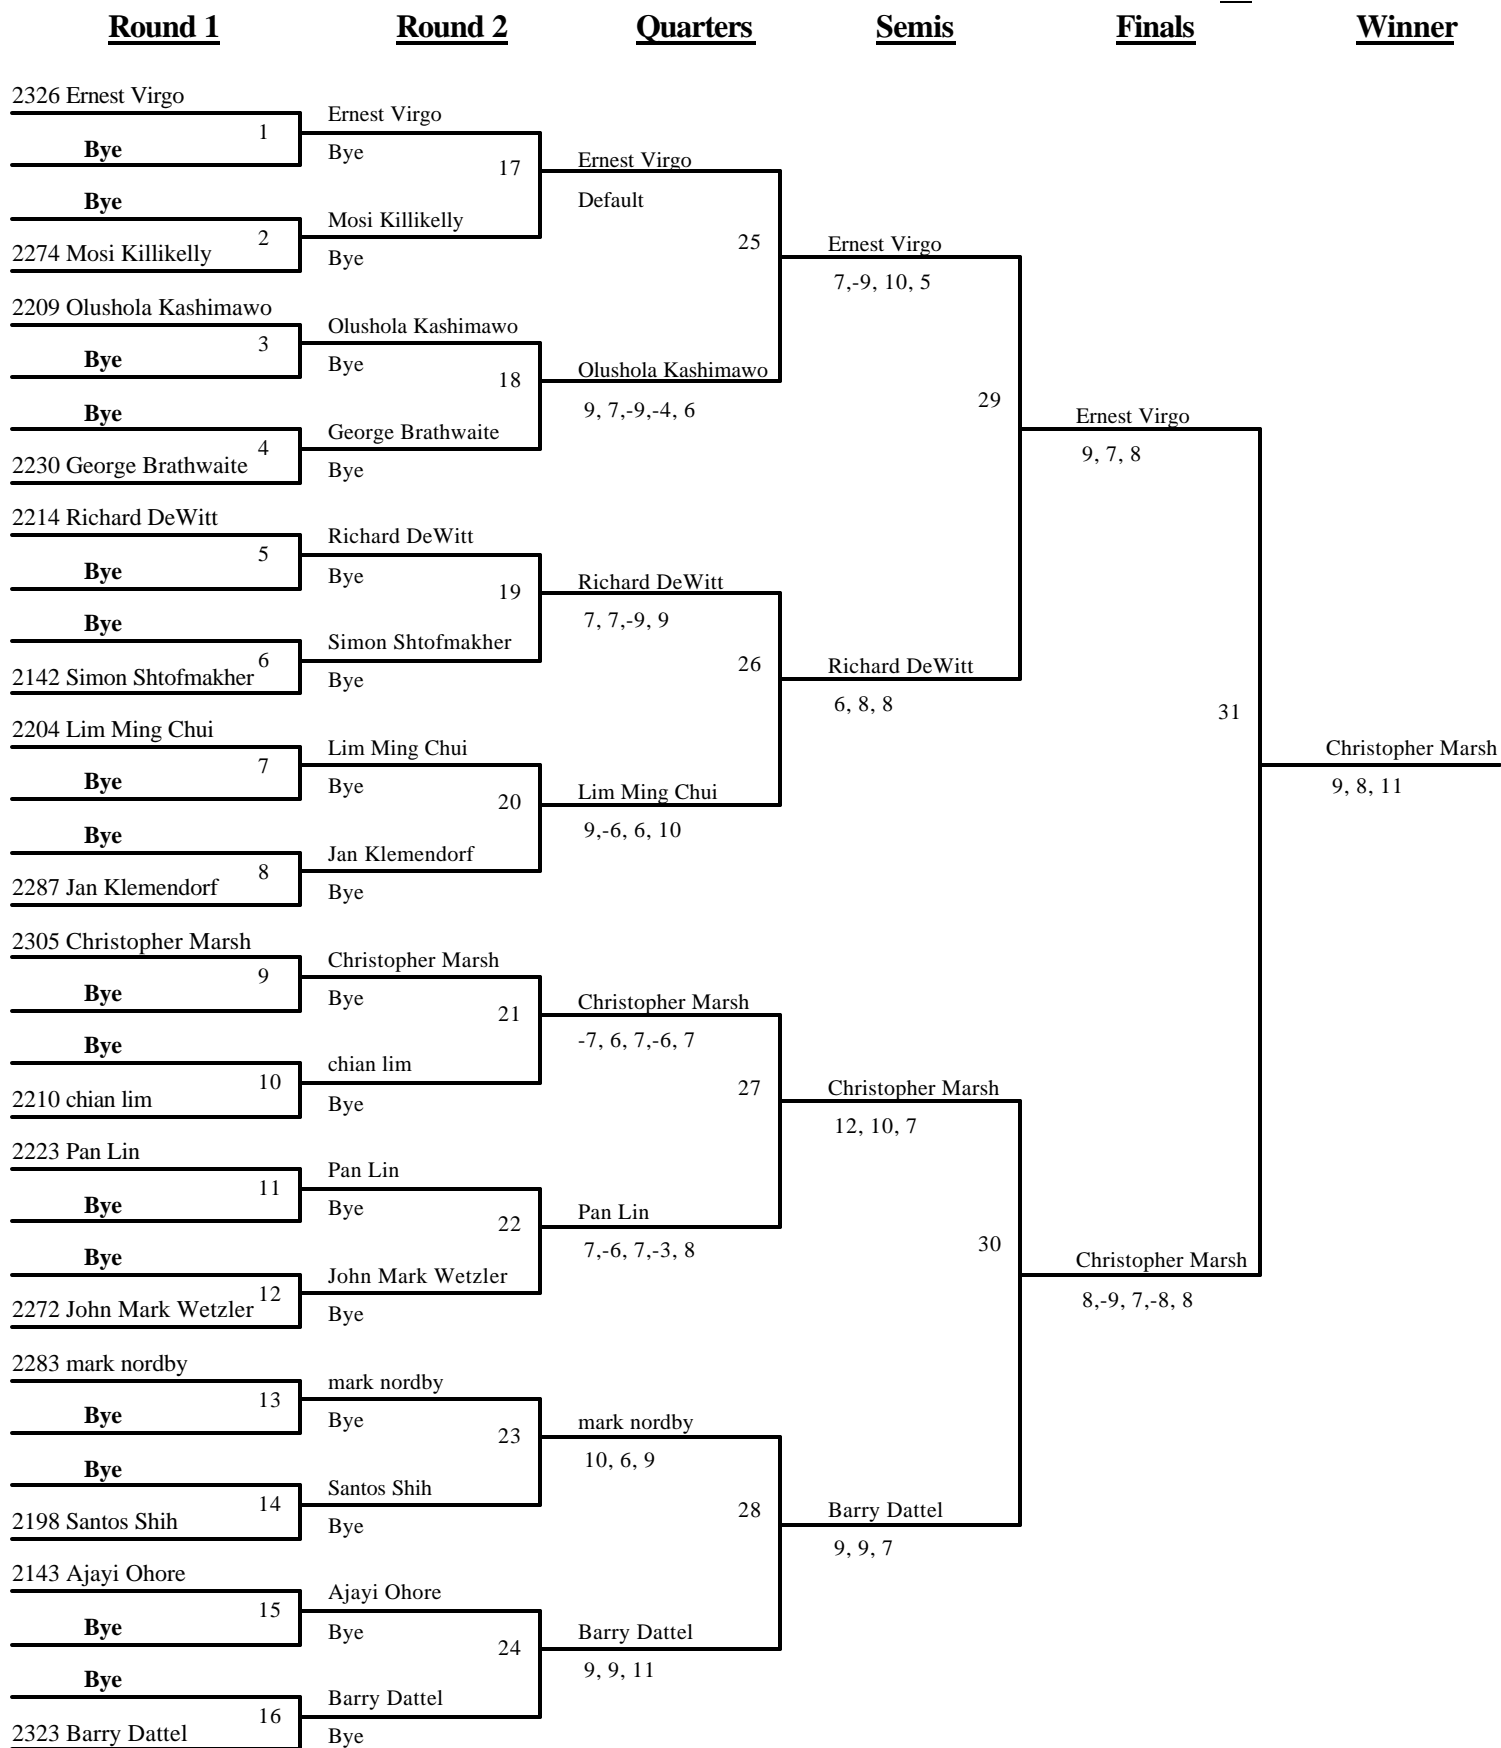 Round 1
Round 2
Quarters
Semis
Finals
Winner
2326 Ernest Virgo
1
Bye
Bye
2
2274 Mosi Killikelly
2209 Olushola Kashimawo
3
Bye
Bye
4
2230 George Brathwaite
2214 Richard DeWitt
5
Bye
Bye
6
2142 Simon Shtofmakher
2204 Lim Ming Chui
7
Bye
Bye
8
2287 Jan Klemendorf
2305 Christopher Marsh
9
Bye
Bye
10
2210 chian lim
2223 Pan Lin
11
Bye
Bye
12
2272 John Mark Wetzler
2283 mark nordby
13
Bye
Bye
14
2198 Santos Shih
2143 Ajayi Ohore
15
Bye
Bye
16
2323 Barry Dattel
Ernest Virgo
Bye
17
Mosi Killikelly
Bye
Olushola Kashimawo
Bye
18
George Brathwaite
Bye
Richard DeWitt
Bye
19
Simon Shtofmakher
Bye
Lim Ming Chui
Bye
20
Jan Klemendorf
Bye
Christopher Marsh
Bye
21
chian lim
Bye
Pan Lin
Bye
22
John Mark Wetzler
Bye
mark nordby
Bye
23
Santos Shih
Bye
Ajayi Ohore
Bye
24
Barry Dattel
Bye
Ernest Virgo
Default
25
Olushola Kashimawo
9, 7,-9,-4, 6
Richard DeWitt
7, 7,-9, 9
26
Lim Ming Chui
9,-6, 6, 10
Christopher Marsh
-7, 6, 7,-6, 7
27
Pan Lin
7,-6, 7,-3, 8
mark nordby
10, 6, 9
28
Barry Dattel
9, 9, 11
Ernest Virgo
7,-9, 10, 5
29
Richard DeWitt
6, 8, 8
Christopher Marsh
12, 10, 7
30
Barry Dattel
9, 9, 7
Ernest Virgo
9, 7, 8
31
Christopher Marsh
8,-9, 7,-8, 8
Christopher Marsh
9, 8, 11